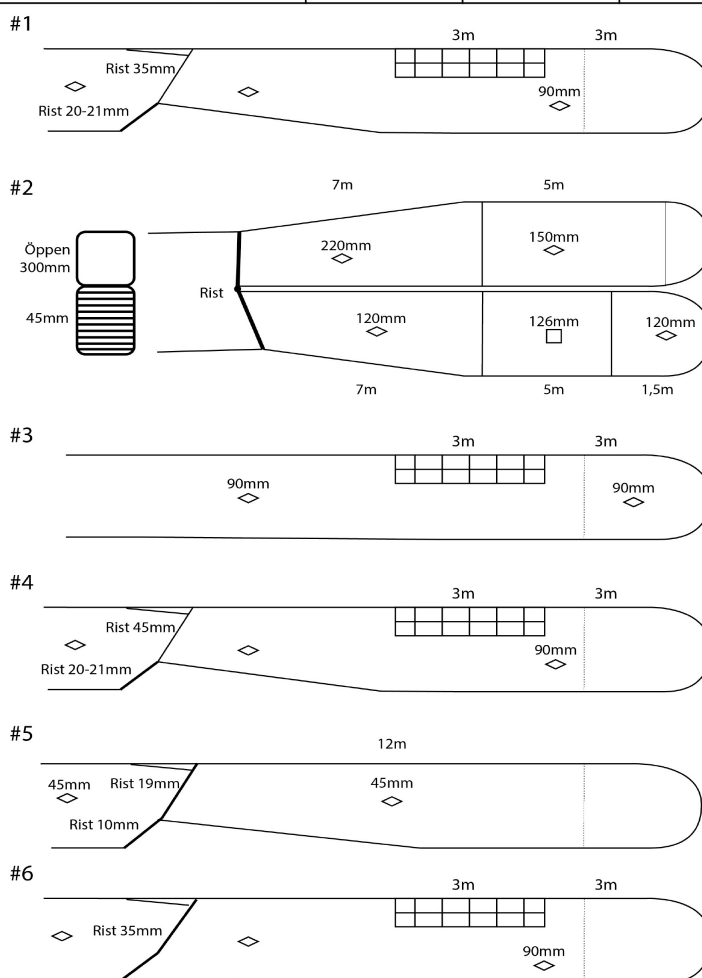 #1
3m
3m
Rist 35mm
90mm
Rist 20-21mm
#2
7m
5m
Öppen
300mm
220mm
150mm
Rist
45mm
120mm
126mm
120mm
7m
5m
1,5m
#3
3m
3m
90mm
90mm
#4
3m
3m
Rist 45mm
90mm
Rist 20-21mm
#5
12m
45mm
Rist 19mm
45mm
Rist 10mm
#6
3m
3m
Rist 35mm
90mm